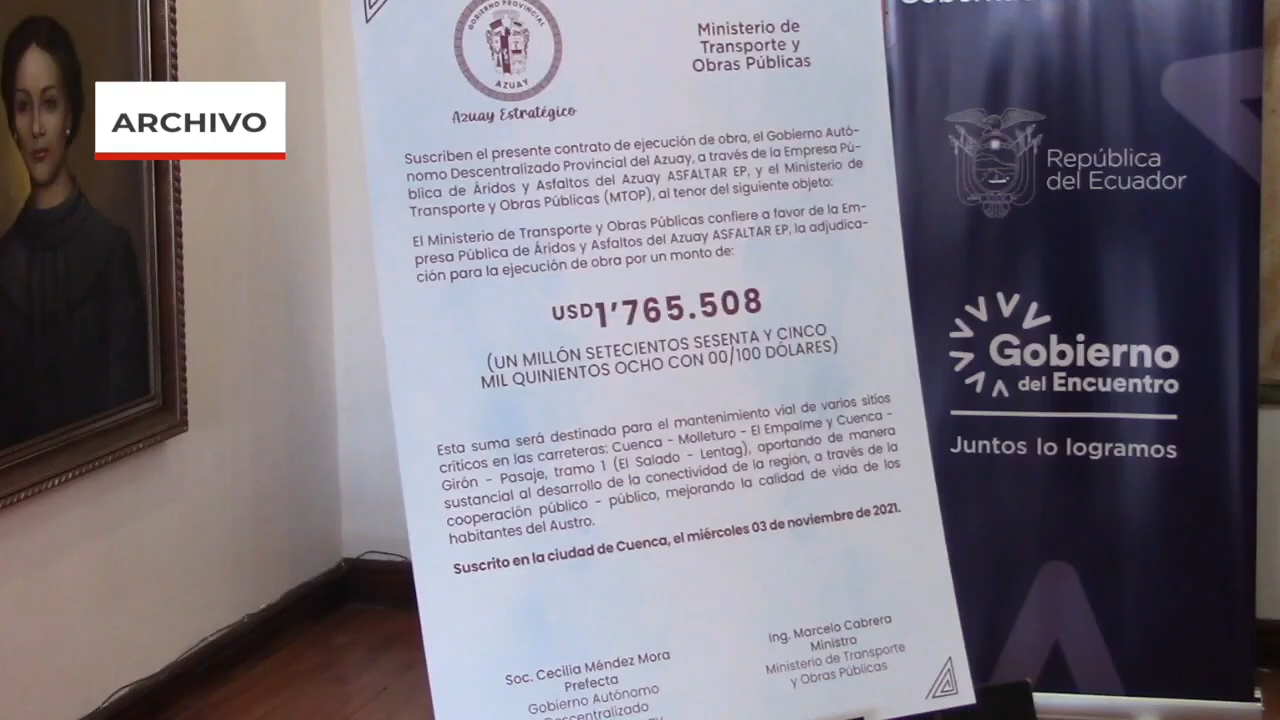 ARCHIVO
GOBIERNO PROVINCIAL
AZUAY
Azuay Estratégico
Ministerio de
Transporte y
Obras Públicas
Suscriben el presente contrato de ejecución de obra, el Gobierno Autó-
nomo Descentralizado Provincial del Azuay, a través de la Empresa Pú-
blica de Áridos y Asfaltos del Azuay ASFALTAR EP, y el Ministerio de
Transporte y Obras Públicas (MTOP), al tenor del siguiente objeto:
El Ministerio de Transporte y Obras Públicas confiere a favor de la Em-
presa Pública de Áridos y Asfaltos del Azuay ASFALTAR EP, la adjudica-
ción para la ejecución de obra por un monto de:
USD1'765.508
(UN MILLÓN SETECIENTOS SESENTA Y CINCO
MIL QUINIENTOS OCHO CON 00/100 DÓLARES)
Esta suma será destinada para el mantenimiento vial de varios sitios
críticos en las carreteras: Cuenca - Molleturo - El Empalme y Cuenca -
Girón - Pasaje, tramo 1 (El Salado - Lentag), aportando de manera
sustancial al desarrollo de la conectividad de la región, a través de la
cooperación público - público, mejorando la calidad de vida de los
habitantes del Austro.
Suscrito en la ciudad de Cuenca, el miércoles 03 de noviembre de 2021.
Soc. Cecilia Méndez Mora
Prefecta
Gobierno Autónomo
Descentralizado
Ing. Marcelo Cabrera
Ministro
Ministerio de Transporte
y Obras Públicas
República
del Ecuador
Gobierno
del Encuentro
Juntos lo logramos